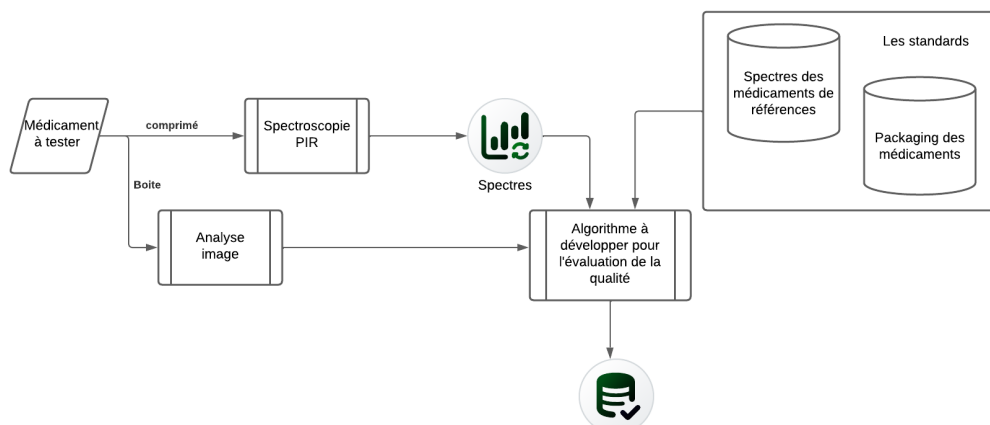 Les standards
Spectres des
médicaments de
références
Packaging des
médicaments
Médicament
à tester
comprimé
Spectroscopie
PIR
Spectres
Boite
Analyse
image
Algorithme à
développer pour
l'évaluation de la
qualité